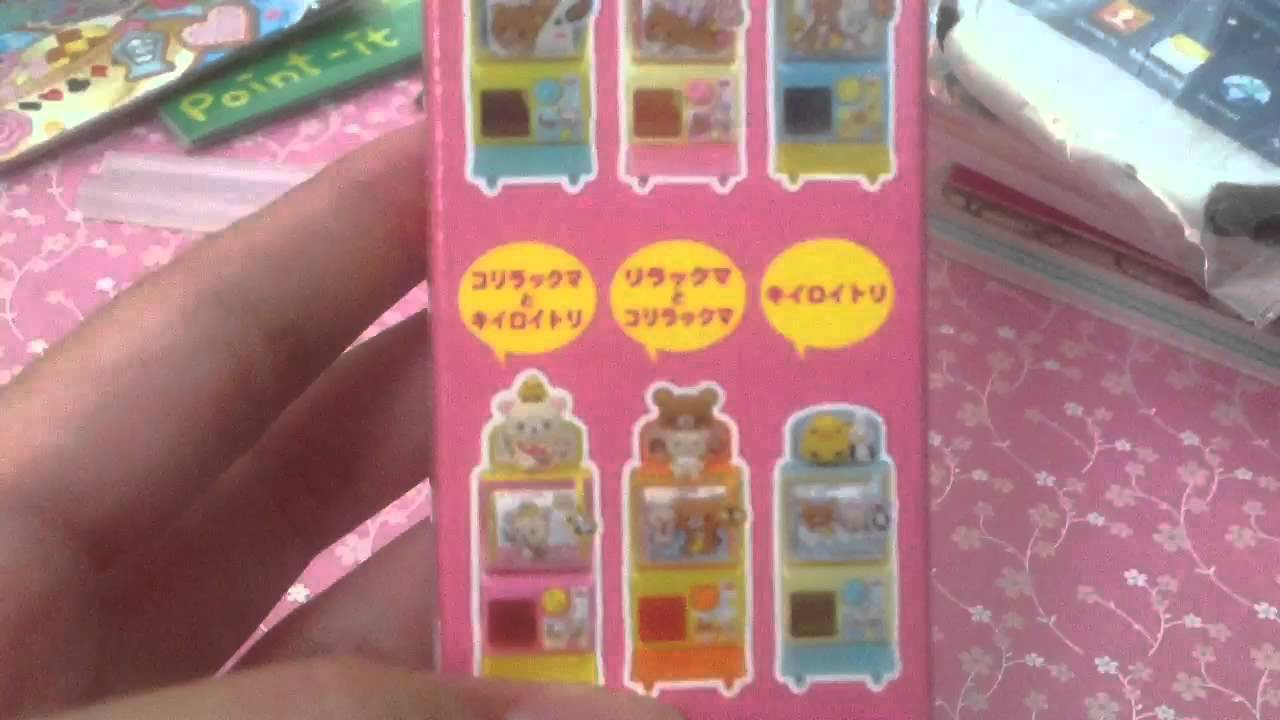 Point-it
コリラックマ
と
キイロイトリ
リラックマ
と
コリラックマ
キイロイトリ